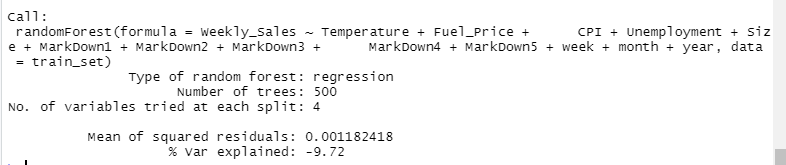 Call:
 randomForest(formula = Weekly_Sales ~ Temperature + Fuel_Price +      CPI + Unemployment + Siz
e + MarkDown1 + MarkDown2 + MarkDown3 +      MarkDown4 + MarkDown5 + week + month + year, data
 = train_set)
               Type of random forest: regression
                     Number of trees: 500
No. of variables tried at each split: 4

          Mean of squared residuals: 0.001182418
                    % Var explained: -9.72